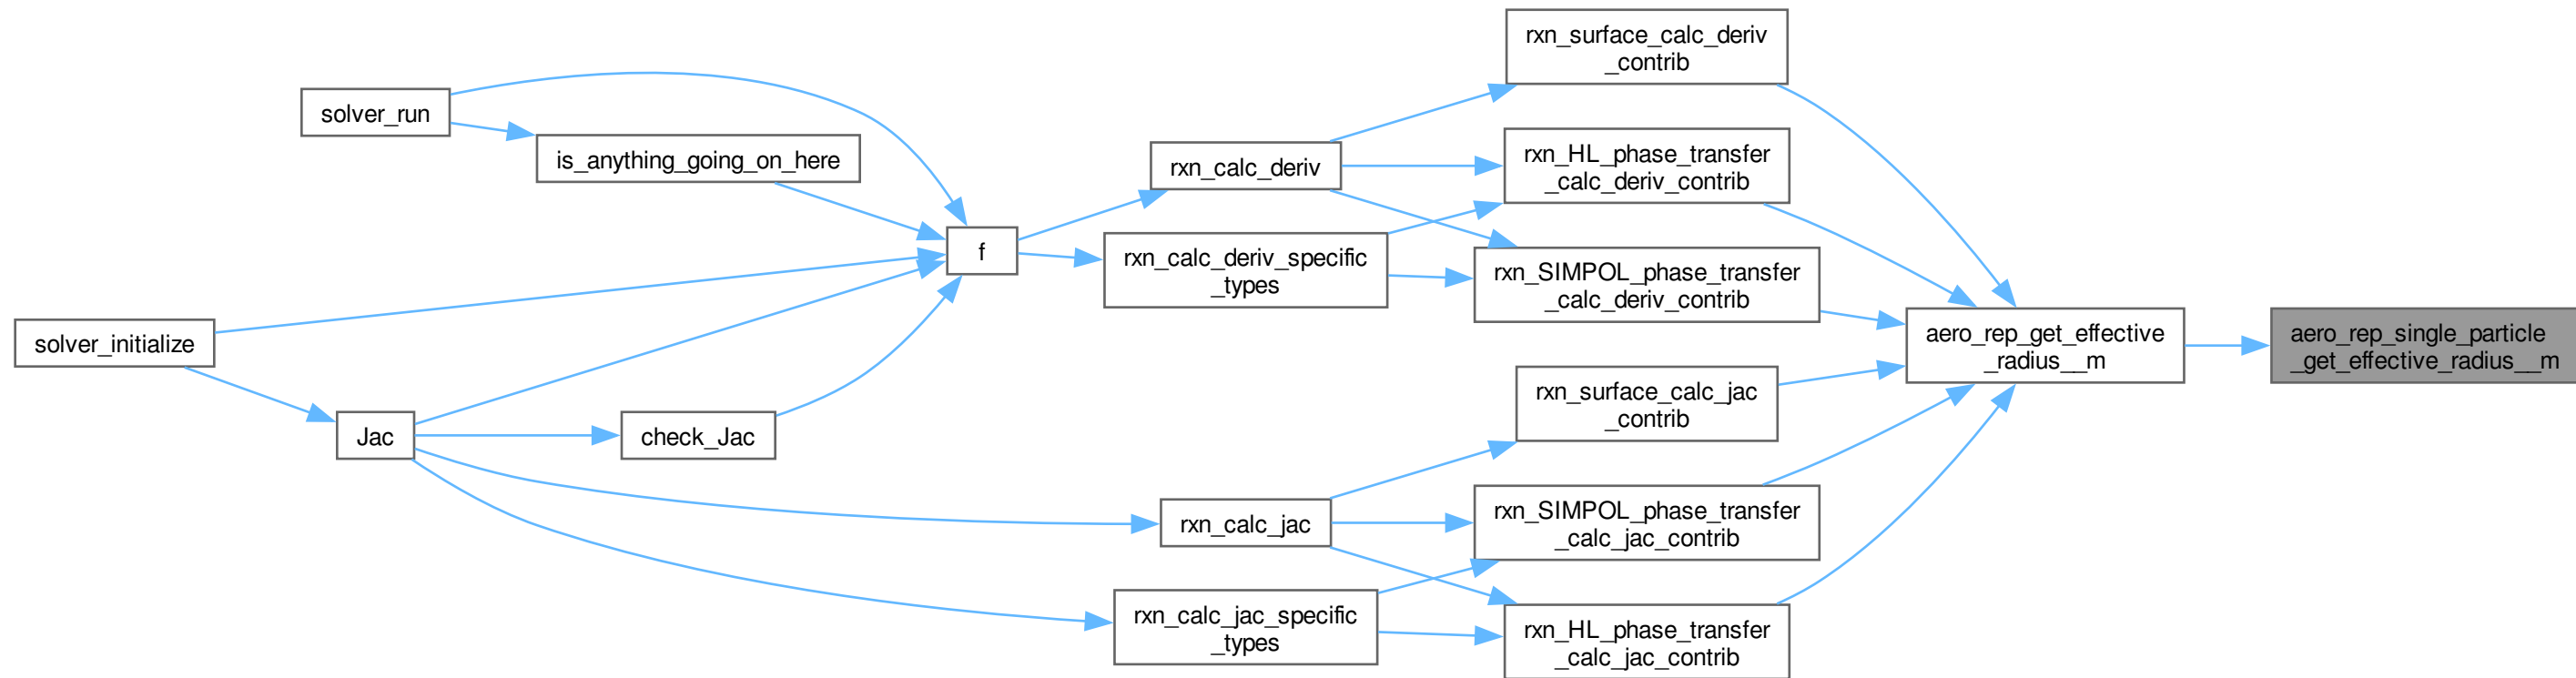 solver_run
is_anything_going_on_here
solver_initialize
Jac
check_Jac
f
rxn_calc_deriv
rxn_calc_deriv_specific
_types
rxn_calc_jac
rxn_calc_jac_specific
_types
rxn_surface_calc_deriv
_contrib
rxn_HL_phase_transfer
_calc_deriv_contrib
rxn_SIMPOL_phase_transfer
_calc_deriv_contrib
rxn_surface_calc_jac
_contrib
rxn_SIMPOL_phase_transfer
_calc_jac_contrib
rxn_HL_phase_transfer
_calc_jac_contrib
aero_rep_get_effective
_radius__m
aero_rep_single_particle
_get_effective_radius__m